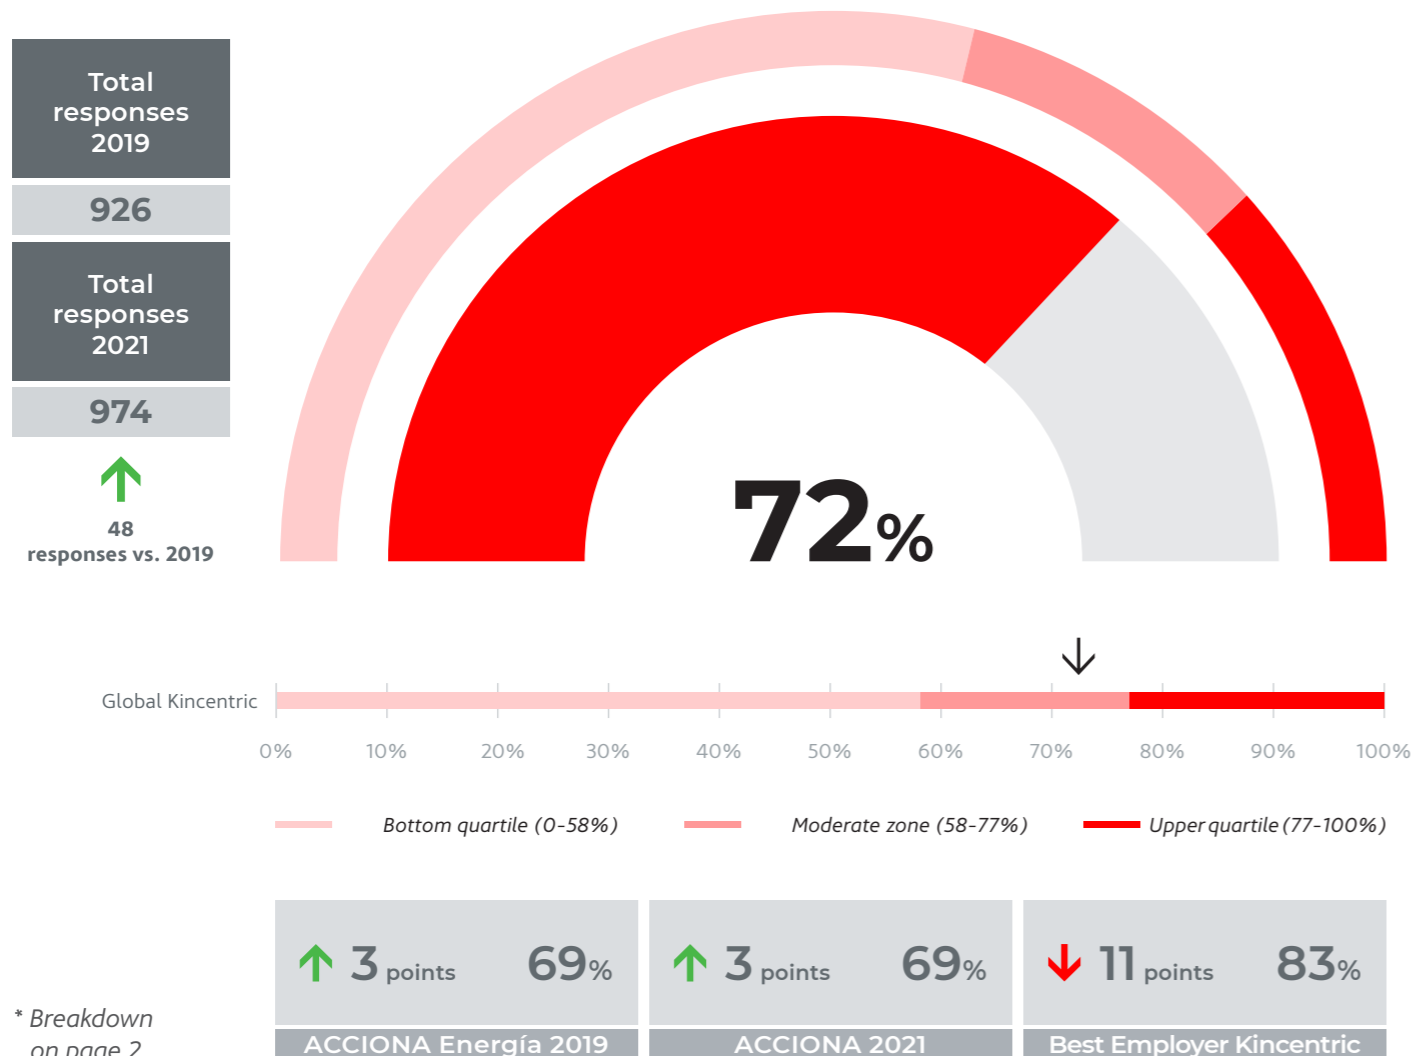 Total
responses
2019
926
Total
responses
2021
974
48
responses vs. 2019
72%
Global Kincentric
0% 10% 20% 30% 40% 50% 60% 70% 80% 90% 100%
Bottom quartile (0-58%) Moderate zone (58-77%) Upper quartile (77-100%)
3 points 69% 3 points 69% 11 points 83%
ACCIONA Energía 2019 ACCIONA 2021 Best Employer Kincentric
* Breakdown
on page 2